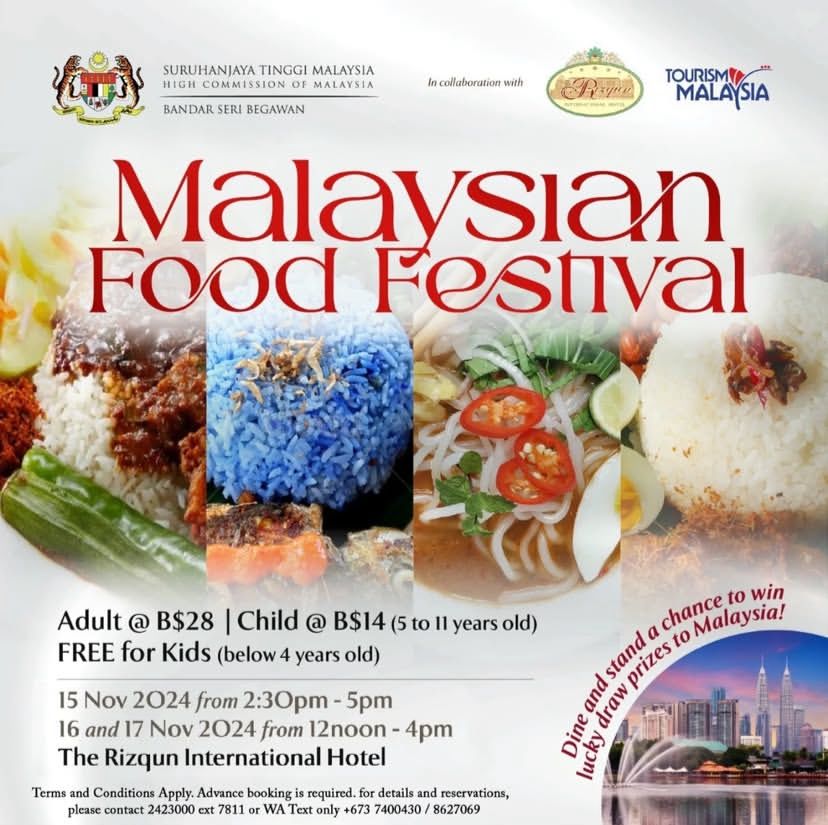 SURUHANJAYA TINGGI MALAYSIA
HIGH COMMISSION OF MALAYSIA
BANDAR SERI BEGAWAN
In collaboration with
Rizqun
TOURISM
MALAYSIA
Malaysian
Food Festival
Adult @ B$28 | Child @ B$14 (5 to 11 years old)
FREE for Kids (below 4 years old)
15 Nov 2024 from 2:30pm - 5pm
16 and 17 Nov 2024 from 12noon - 4pm
The Rizqun International Hotel
Dine and stand a chance to win
lucky draw prizes to Malaysia!
Terms and Conditions Apply. Advance booking is required. for details and reservations,
please contact 2423000 ext 7811 or WA Text only +673 7400430 / 8627069